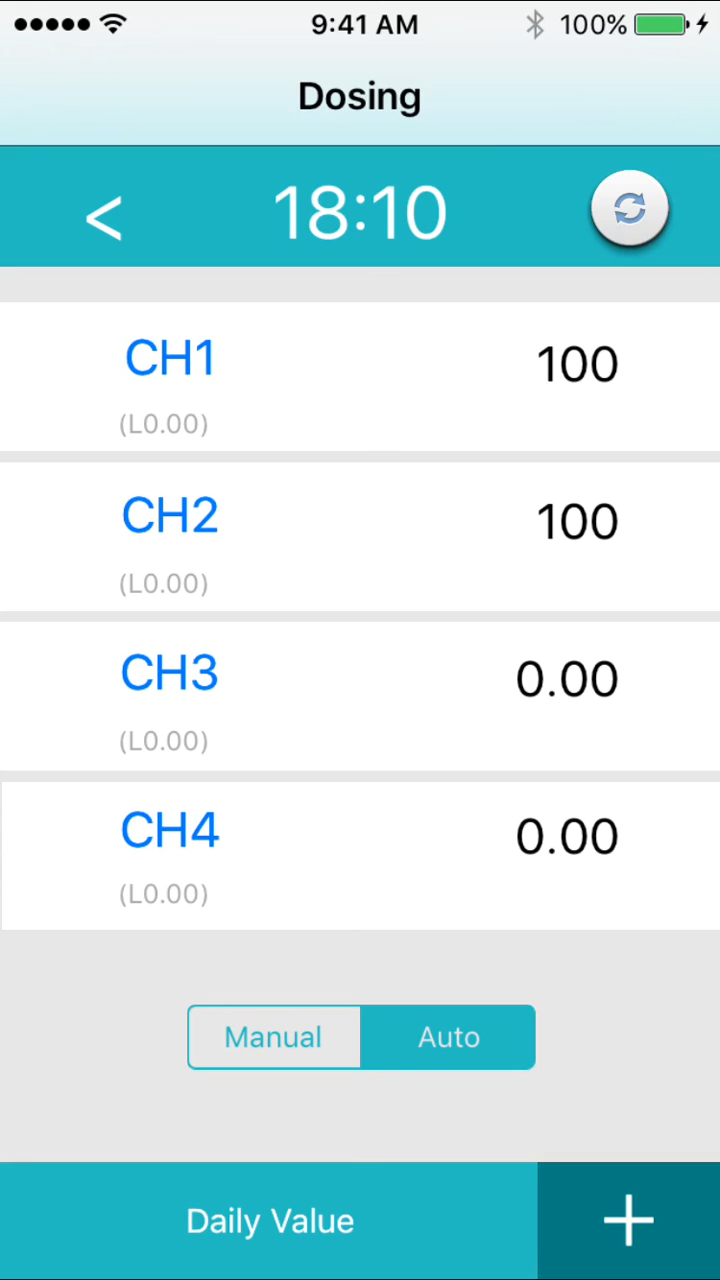 9:41 AM 100%
Dosing
< 18:10
CH1 100
(L0.00)
CH2 100
(L0.00)
CH3 0.00
(L0.00)
CH4 0.00
(L0.00)
Manual Auto
Daily Value +